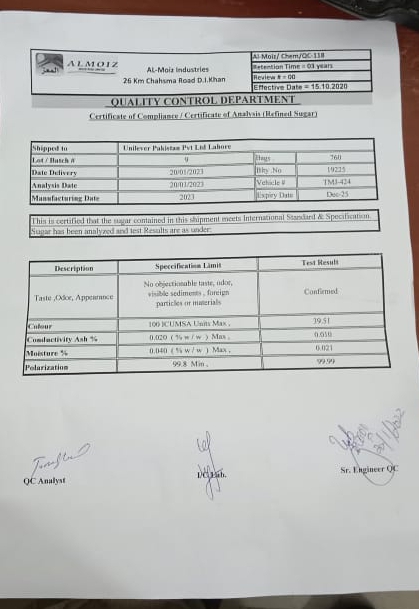 ALMOIZ
AL-Moiz Industries
26 Km Chahsma Road D.I.Khan
Al-Moiz/ Chem/QC-118
Retention Time = 03 years
Review # = 00
Effective Date = 15.10.2020
QUALITY CONTROL DEPARTMENT
Certificate of Compliance / Certificate of Analysis (Refined Sugar)
Shipped to Unilever Pakistan Pvt Ltd Lahore
Lot / Batch # 9 Bags. 760
Date Delivery 20/01/2023 Blty .No 19225
Analysis Date 20/01/2023 Vehicle # TMJ-424
Manufacturing Date 2023 Expiry Date Dec-25
This is certified that the sugar contained in this shipment meets International Standard & Specification.
Sugar has been analyzed and test Results are as under:
Description Specification Limit Test Result
Taste ,Odor, Appearance No objectionable taste, odor, visible sediments , foreign particles or materials Confirmed
Colour 100 ICUMSA Units Max . 39.51
Conductivity Ash % 0.020 ( % w / w ) Max . 0.010
Moisture % 0.040 ( % w / w ) Max . 0.021
Polarization 99.8 Min . 99.99
QC Analyst
I/C Lab.
Sr. Engineer QC